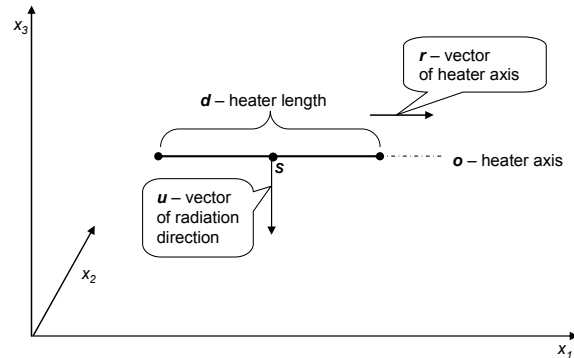 x3
r – vector
of heater axis
d – heater length
S
o – heater axis
u – vector
of radiation
direction
x2
x1